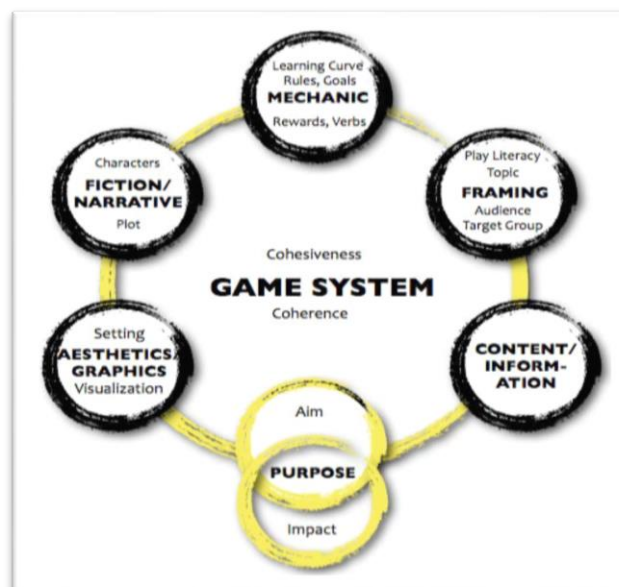 Learning Curve
Rules, Goals
MECHANIC
Rewards, Verbs
Characters
FICTION/
NARRATIVE
Plot
Play Literacy
Topic
FRAMING
Audience
Target Group
Cohesiveness
GAME SYSTEM
Coherence
Setting
AESTHETICS/
GRAPHICS
Visualization
CONTENT/
INFORM-
ATION
Aim
PURPOSE
Impact